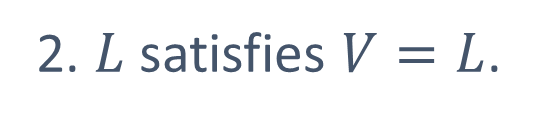 2. L satisfies V = L.